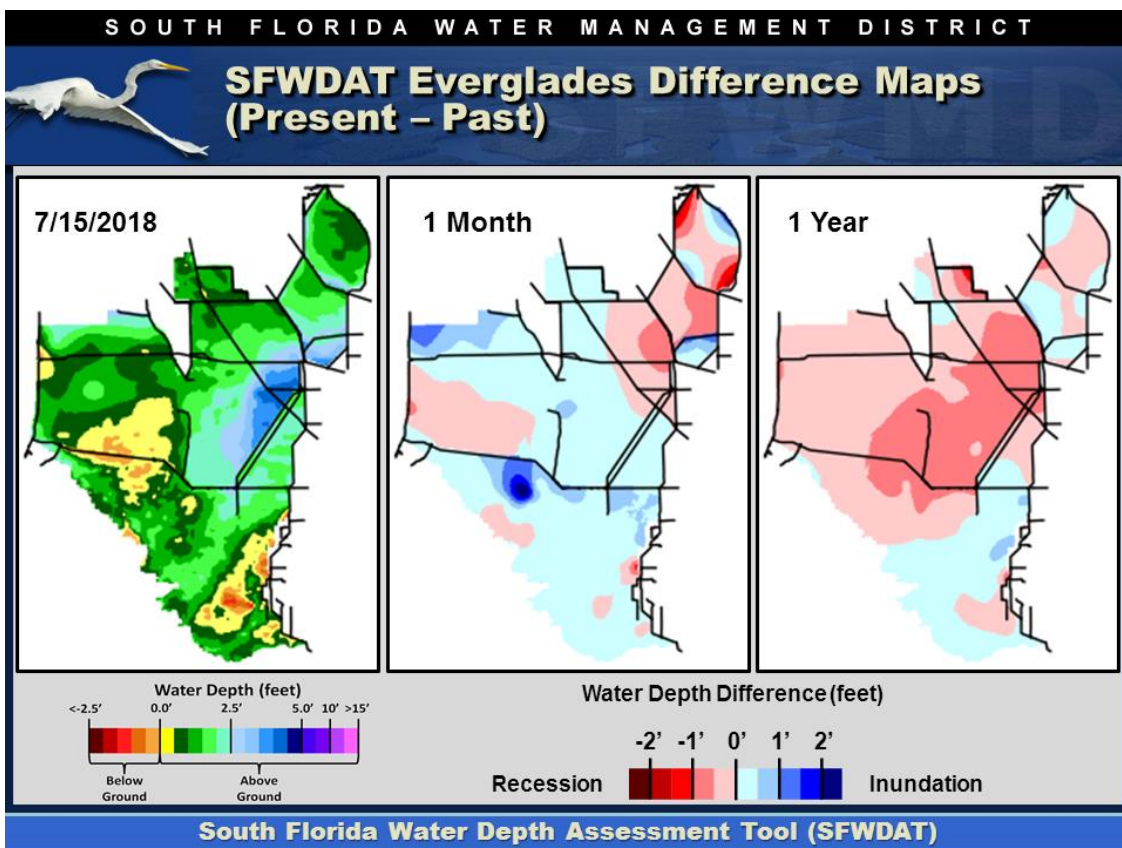 SOUTH FLORIDA WATER MANAGEMENT DISTRICT
SFWDAT Everglades Difference Maps
(Present – Past)
7/15/2018
1 Month
1 Year
Water Depth (feet)
<-2.5' 0.0' 2.5' 5.0' 10' >15'
Below
Ground
Above
Ground
Water Depth Difference (feet)
-2' -1' 0' 1' 2'
Recession
Inundation
South Florida Water Depth Assessment Tool (SFWDAT)